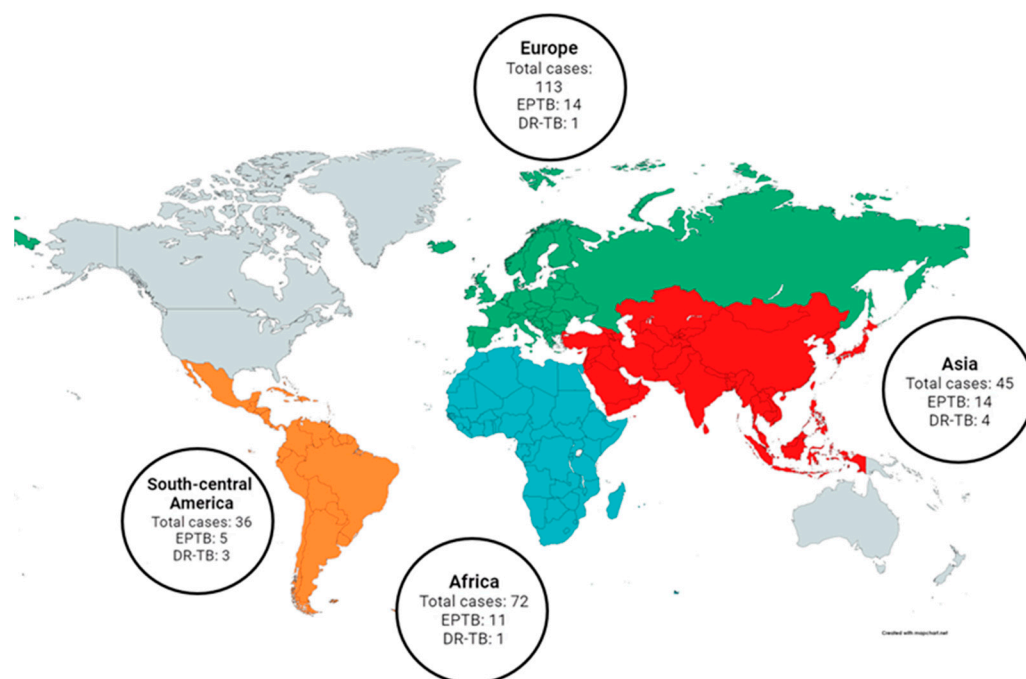 Europe
Total cases:
113
EPTB: 14
DR-TB: 1
Asia
Total cases: 45
EPTB: 14
DR-TB: 4
South-central
America
Total cases: 36
EPTB: 5
DR-TB: 3
Africa
Total cases: 72
EPTB: 11
DR-TB: 1
Created with mapchart.net